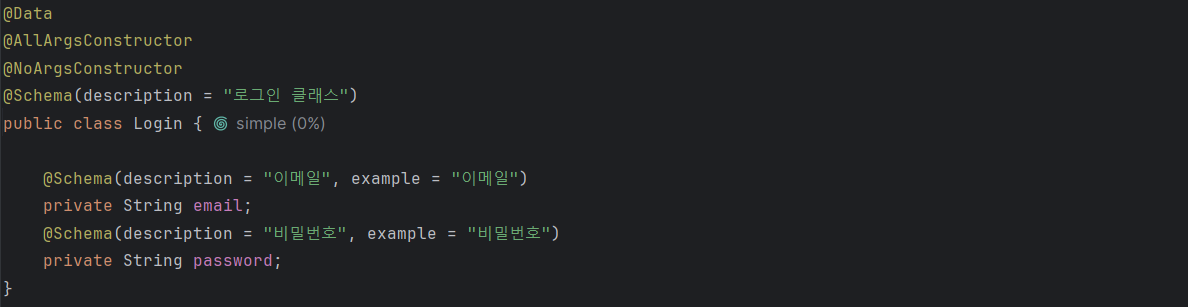 @Data
@AllArgsConstructor
@NoArgsConstructor
@Schema(description = "로그인 클래스")
public class Login { simple (0%)
@Schema(description = "이메일", example = "이메일")
private String email;
@Schema(description = "비밀번호", example = "비밀번호")
private String password;
}